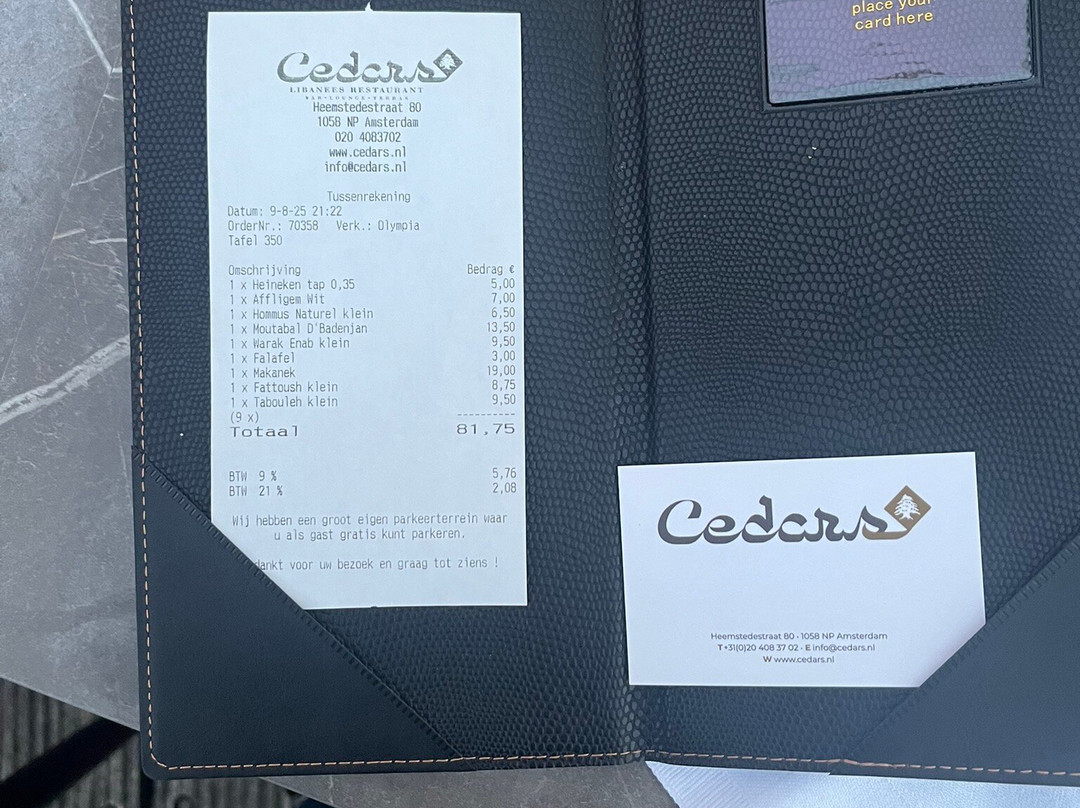 Cedars
LIBANEES RESTAURANT
Heemstedestraat 80
1058 NP Amsterdam
020 4083702
www.cedars.nl
info@cedars.nl
Tussenrekening
Datum: 9-8-25 21:22
OrderNr.: 70358 Verk.: Olympia
Tafel 350
Omschrijving Bedrag €
1 x Heineken tap 0,35 5,00
1 x Affligem Wit 7,00
1 x Hommus Naturel klein 6,50
1 x Moutabal D'Badenjan 13,50
1 x Warak Enab klein 9,50
1 x Falafel 3,00
1 x Makanek 19,00
1 x Fattoush klein 8,75
1 x Tabouleh klein 9,50
(9 x) ----------
Totaal 81,75
BTW 9 % 5,76
BTW 21 % 2,08
Wij hebben een groot eigen parkeerterrein waar
u als gast gratis kunt parkeren.
dankt voor uw bezoek en graag tot ziens !
place your
card here
Cedars
Heemstedestraat 80 · 1058 NP Amsterdam
T +31(0)20 408 37 02 · E info@cedars.nl
W www.cedars.nl